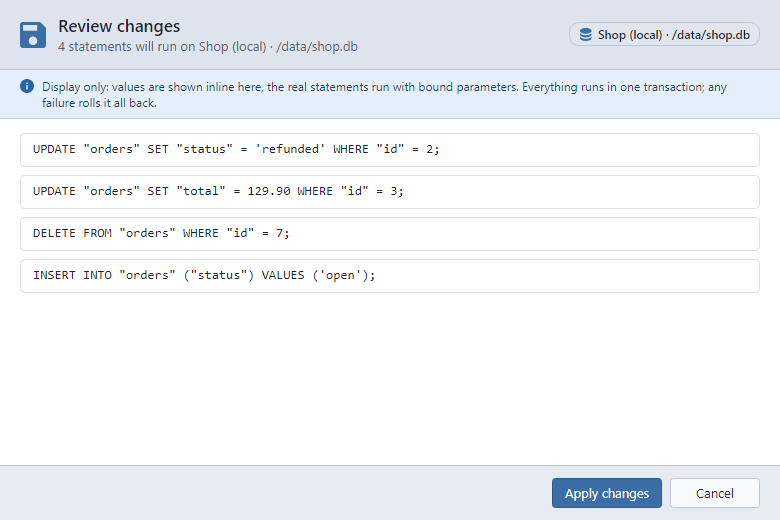 Review changes
4 statements will run on Shop (local) · /data/shop.db
Shop (local) · /data/shop.db
Display only: values are shown inline here, the real statements run with bound parameters. Everything runs in one transaction; any
failure rolls it all back.
UPDATE "orders" SET "status" = 'refunded' WHERE "id" = 2;
UPDATE "orders" SET "total" = 129.90 WHERE "id" = 3;
DELETE FROM "orders" WHERE "id" = 7;
INSERT INTO "orders" ("status") VALUES ('open');
Apply changes
Cancel